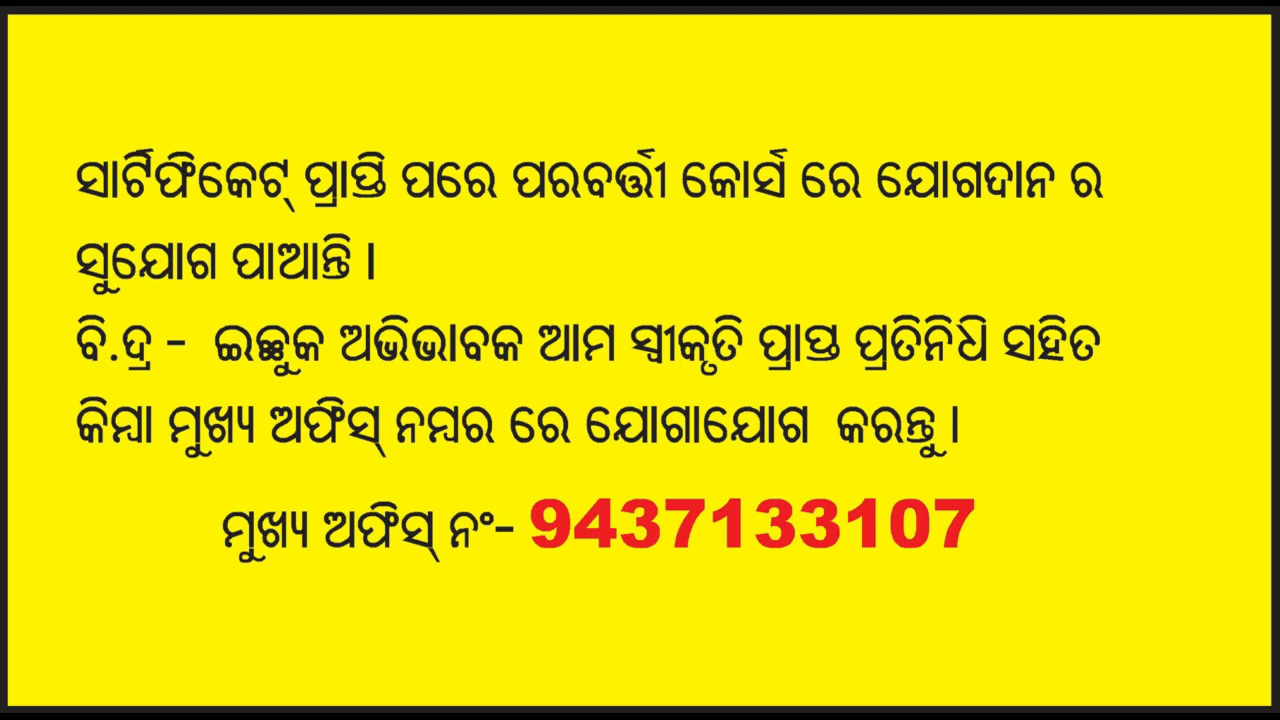 ସାର୍ଟିଫିକେଟ୍ ପ୍ରାପ୍ତି ପରେ ପରବର୍ତ୍ତୀ କୋର୍ସ ରେ ଯୋଗଦାନ ର
ସୁଯୋଗ ପାଆନ୍ତି ।
ବି.ଦ୍ର - ଇଚ୍ଛୁକ ଅଭିଭାବକ ଆମ ସ୍ୱୀକୃତି ପ୍ରାପ୍ତ ପ୍ରତିନିଧି ସହିତ
କିମ୍ବା ମୁଖ୍ୟ ଅଫିସ୍ ନମ୍ବର ରେ ଯୋଗାଯୋଗ କରନ୍ତୁ ।
ମୁଖ୍ୟ ଅଫିସ୍ ନଂ- 9437133107